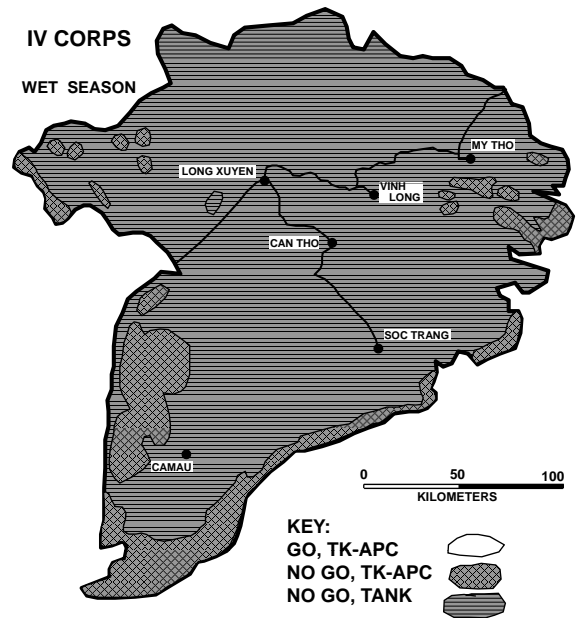 IV CORPS
WET SEASON
MY THO
LONG XUYEN
VINH
LONG
CAN THO
SOC TRANG
CAMAU
0 50 100
KILOMETERS
KEY:
GO, TK-APC
NO GO, TK-APC
NO GO, TANK